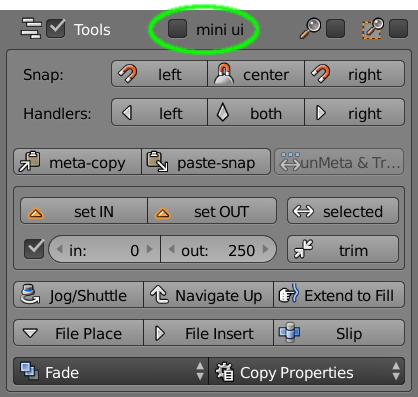 Tools mini ui
Snap: left center right
Handlers: left both right
meta-copy paste-snap unMeta & Tr...
set IN set OUT selected
in: 0 out: 250 trim
Jog/Shuttle Navigate Up Extend to Fill
File Place File Insert Slip
Fade Copy Properties